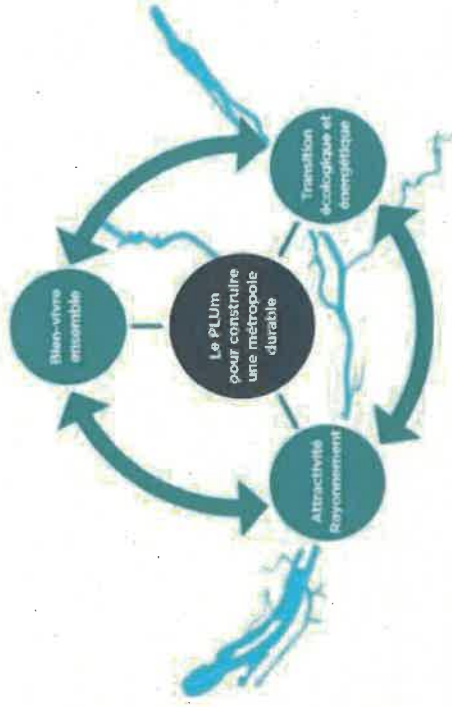 Bien-vivre
ensemble
Le PLUm
pour construire
une métropole
durable
Attractivité
Rayonnement
Transition
écologique et
énergétique